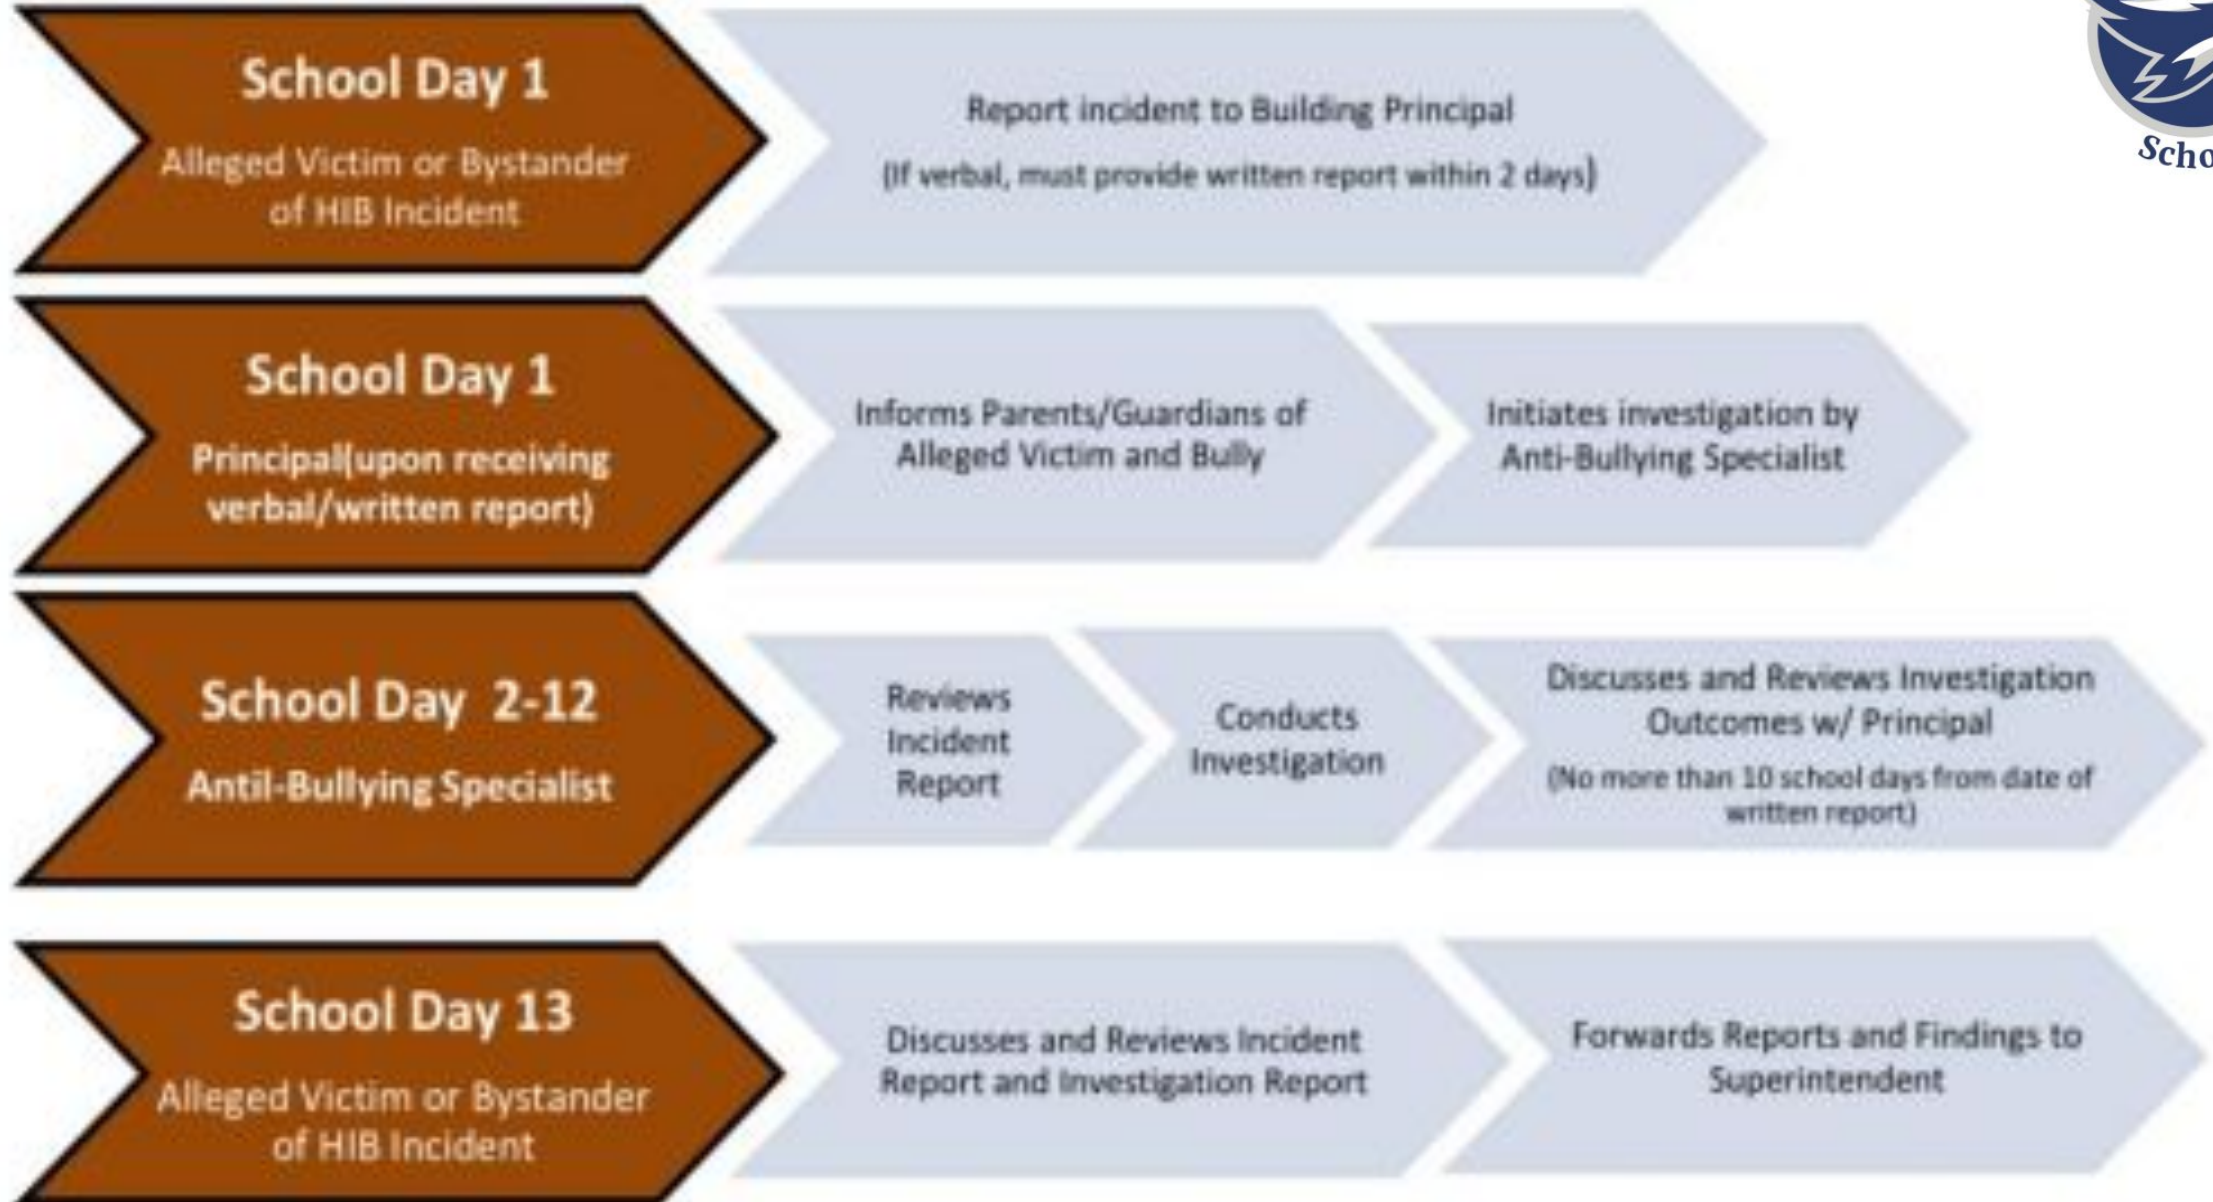 School Day 1
Alleged Victim or Bystander
of HIB Incident
Report incident to Building Principal
(If verbal, must provide written report within 2 days)
School Day 1
Principal(upon receiving
verbal/written report)
Informs Parents/Guardians of
Alleged Victim and Bully
Initiates investigation by
Anti-Bullying Specialist
School Day 2-12
Antil-Bullying Specialist
Reviews
Incident
Report
Conducts
Investigation
Discusses and Reviews Investigation
Outcomes w/ Principal
(No more than 10 school days from date of
written report)
School Day 13
Alleged Victim or Bystander
of HIB Incident
Discusses and Reviews Incident
Report and Investigation Report
Forwards Reports and Findings to
Superintendent